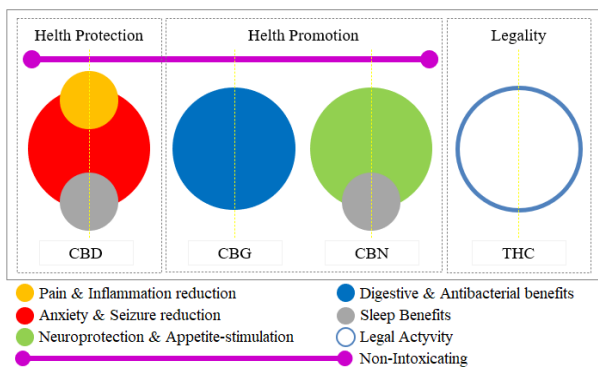 Helth Protection Helth Promotion Legality
CBD CBG CBN THC
Pain & Inflammation reduction Digestive & Antibacterial benefits
Anxiety & Seizure reduction Sleep Benefits
Neuroprotection & Appetite-stimulation Legal Actyvity
Non-Intoxicating